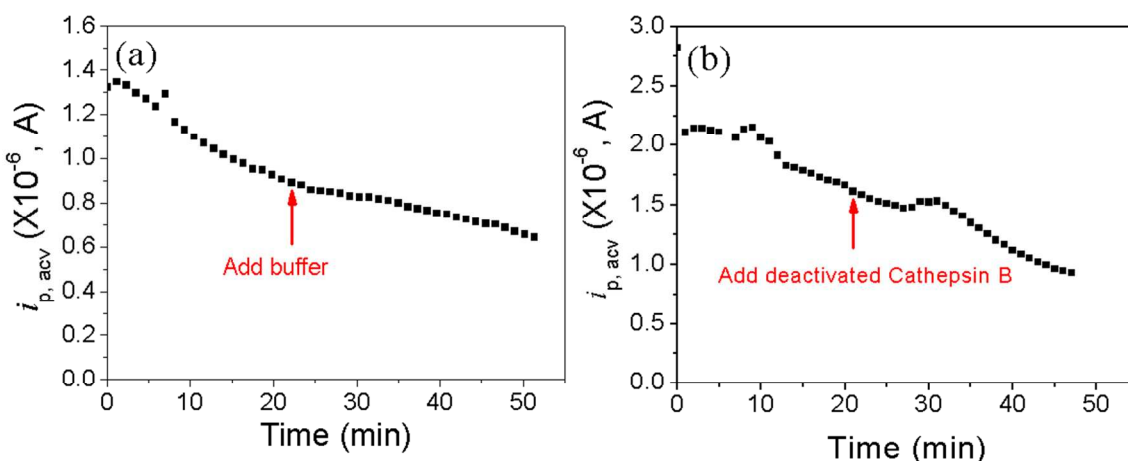 (a)
1.6
1.4
1.2
1.0
0.8
0.6
0.4
0.2
0.0
i p, acv (X10-6, A)
Add buffer
0 10 20 30 40 50
Time (min)
(b)
3.0
2.5
2.0
1.5
1.0
0.5
0.0
i p, acv (X10-6, A)
Add deactivated Cathepsin B
0 10 20 30 40 50
Time (min)